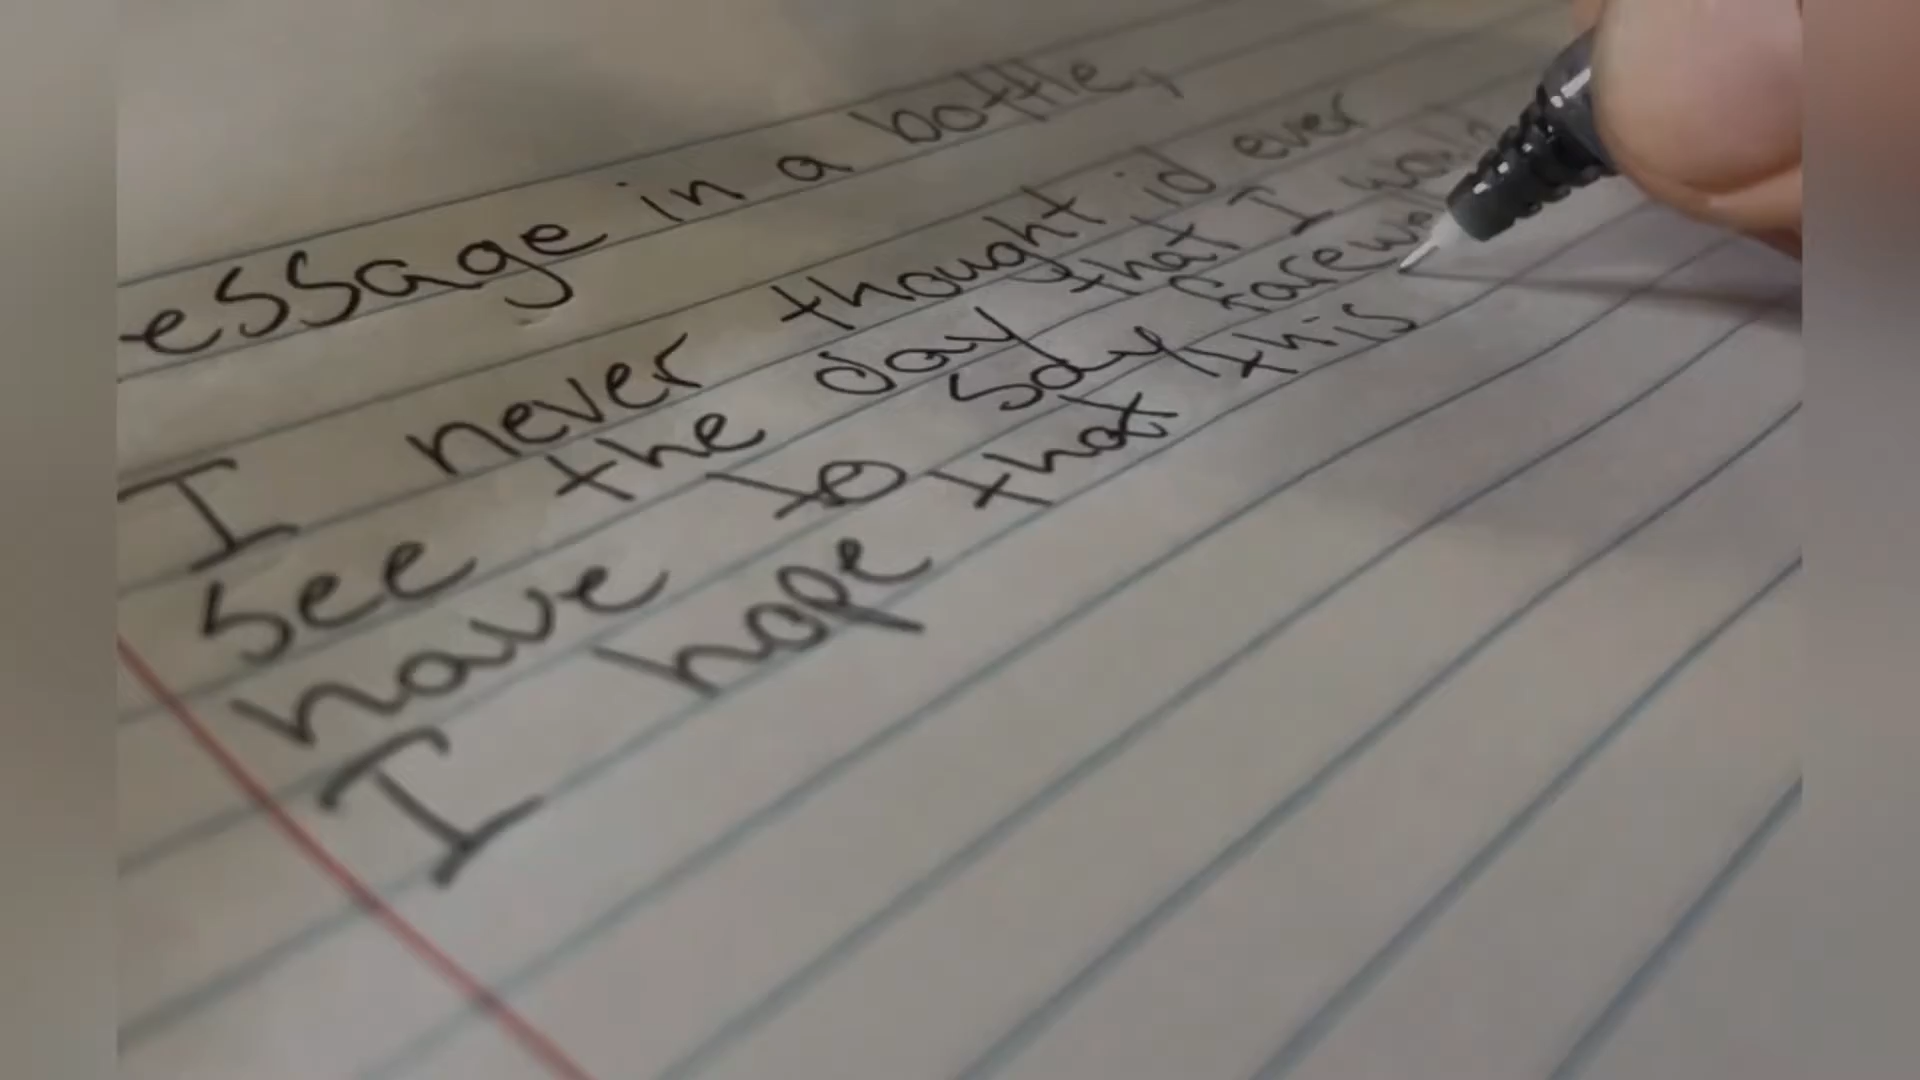 essage in a bottle,
I never thought id ever
see the day that I would
have to say farewell
I hope that this